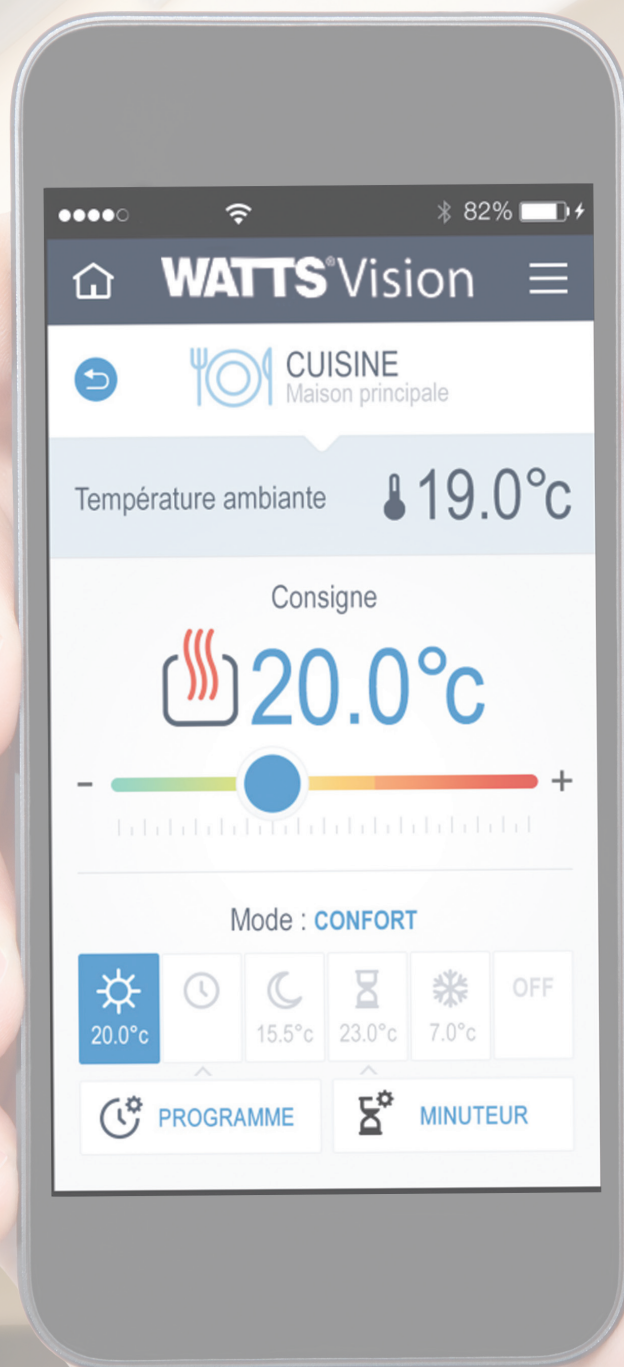 82%
WATTS® Vision
CUISINE
Maison principale
Température ambiante 19.0°c
Consigne
20.0°c
- +
Mode : CONFORT
20.0°c 15.5°c 23.0°c 7.0°c OFF
PROGRAMME MINUTEUR